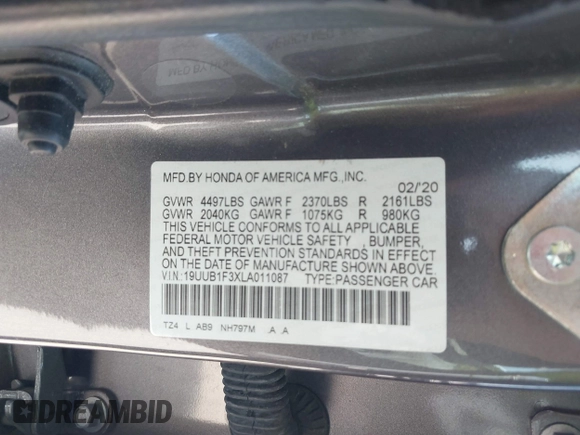 MFD.BY HONDA OF AMERICA MFG.,INC.
02/'20
GVWR 4497LBS GAWR F 2370LBS R 2161LBS
GVWR 2040KG GAWR F 1075KG R 980KG
THIS VEHICLE CONFORMS TO ALL APPLICABLE
FEDERAL MOTOR VEHICLE SAFETY , BUMPER,
AND THEFT PREVENTION STANDARDS IN EFFECT
ON THE DATE OF MANUFACTURE SHOWN ABOVE.
VIN:19UUB1F3XLA011087 TYPE:PASSENGER CAR
TZ4 L AB9 NH797M .A .A
DREAMBID